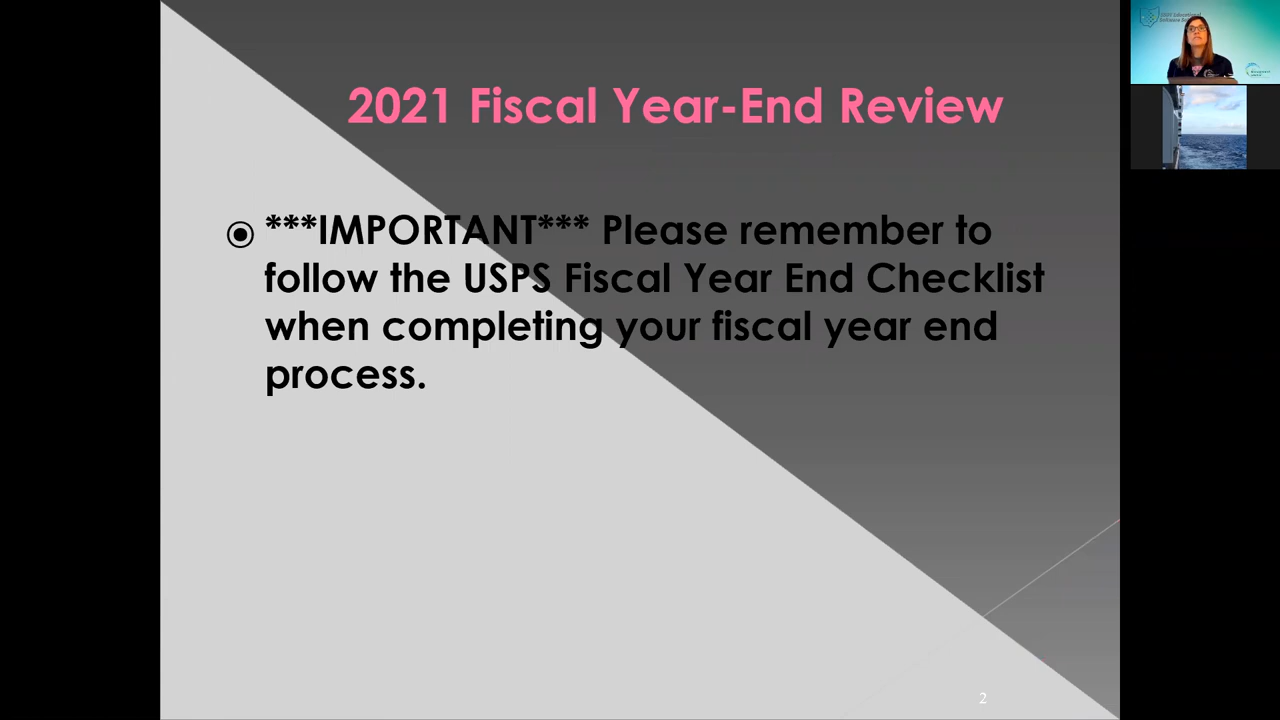 2021 Fiscal Year-End Review
***IMPORTANT*** Please remember to
follow the USPS Fiscal Year End Checklist
when completing your fiscal year end
process.
2